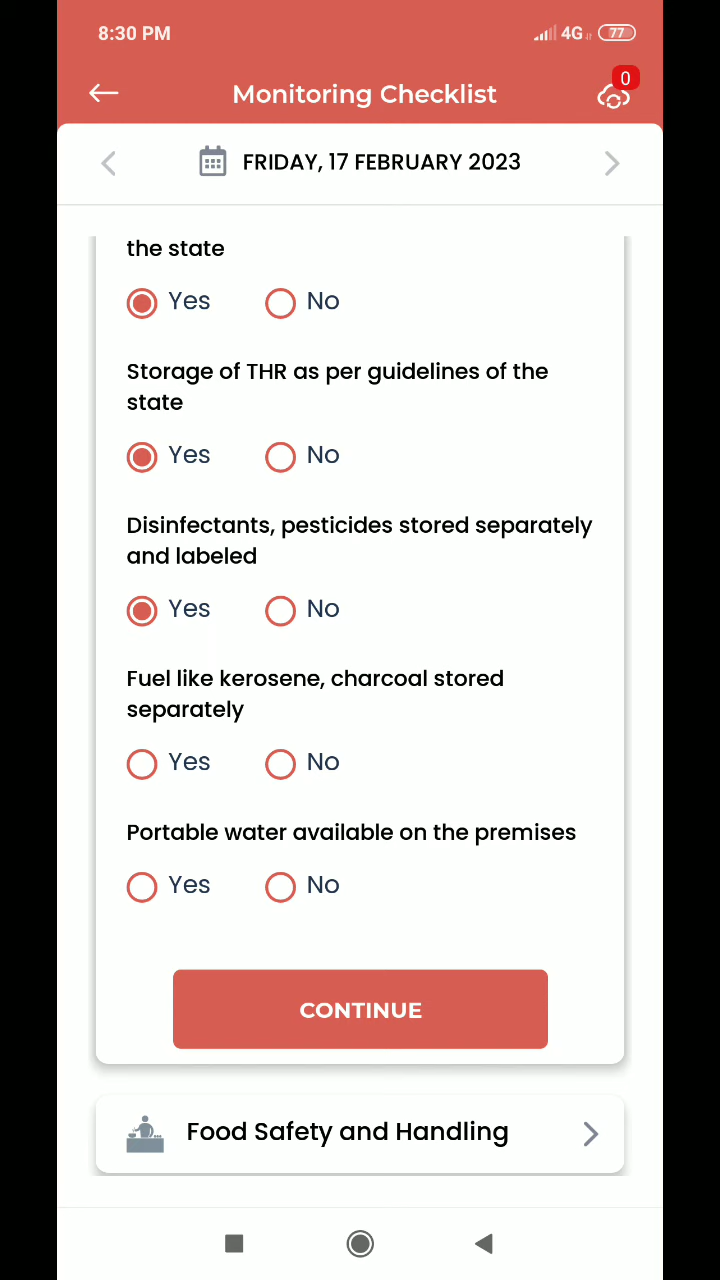 8:30 PM 4G 77
0
Monitoring Checklist
FRIDAY, 17 FEBRUARY 2023
the state
Yes No
Storage of THR as per guidelines of the
state
Yes No
Disinfectants, pesticides stored separately
and labeled
Yes No
Fuel like kerosene, charcoal stored
separately
Yes No
Portable water available on the premises
Yes No
CONTINUE
Food Safety and Handling